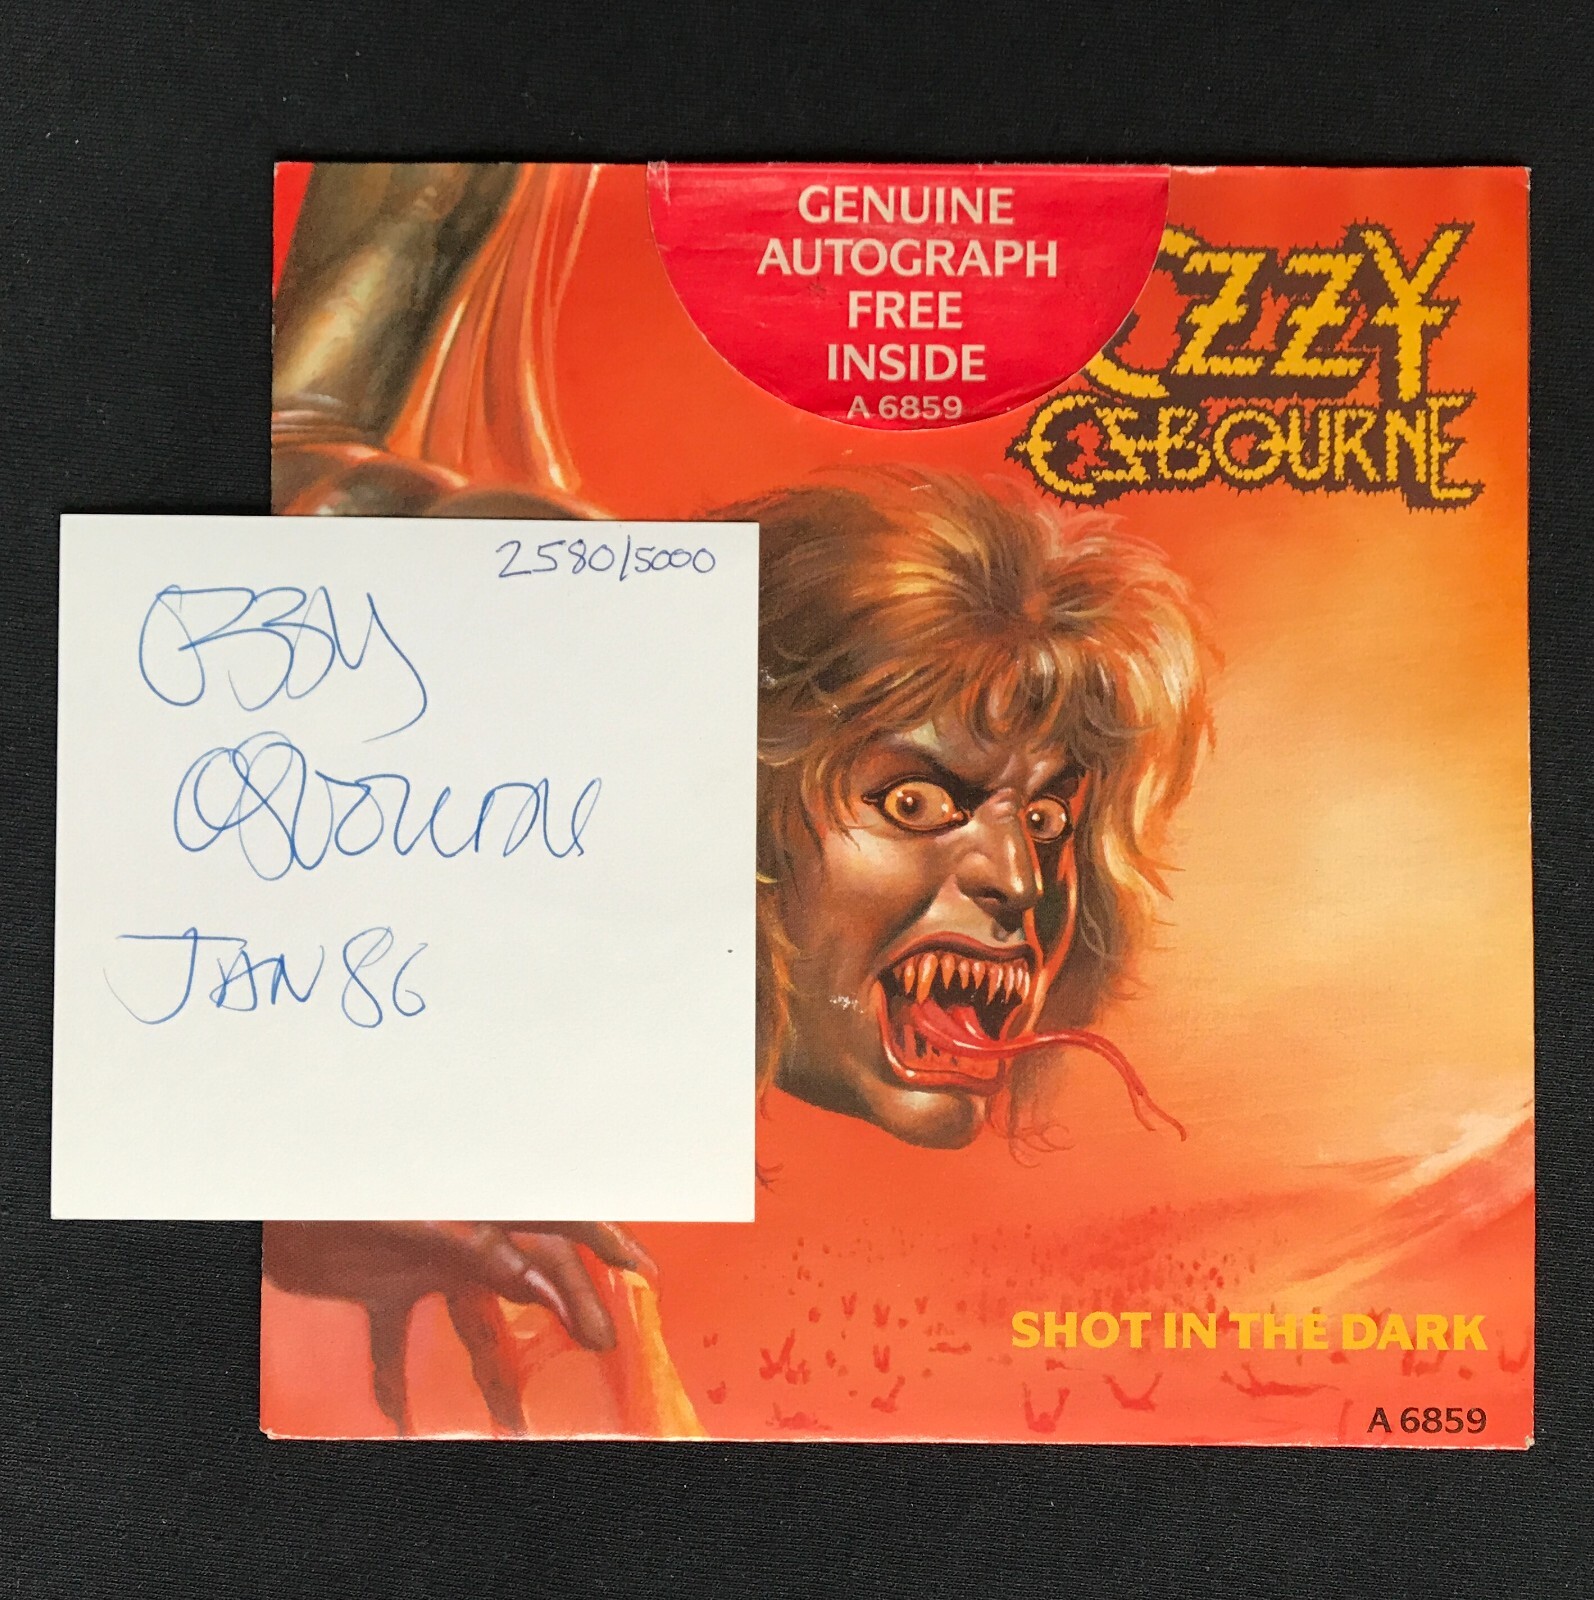 GENUINE
AUTOGRAPH
FREE
INSIDE
A 6859
OZZY
OSBOURNE
2580/5000
OZZY
OSBOURNE
JAN 86
SHOT IN THE DARK
A 6859